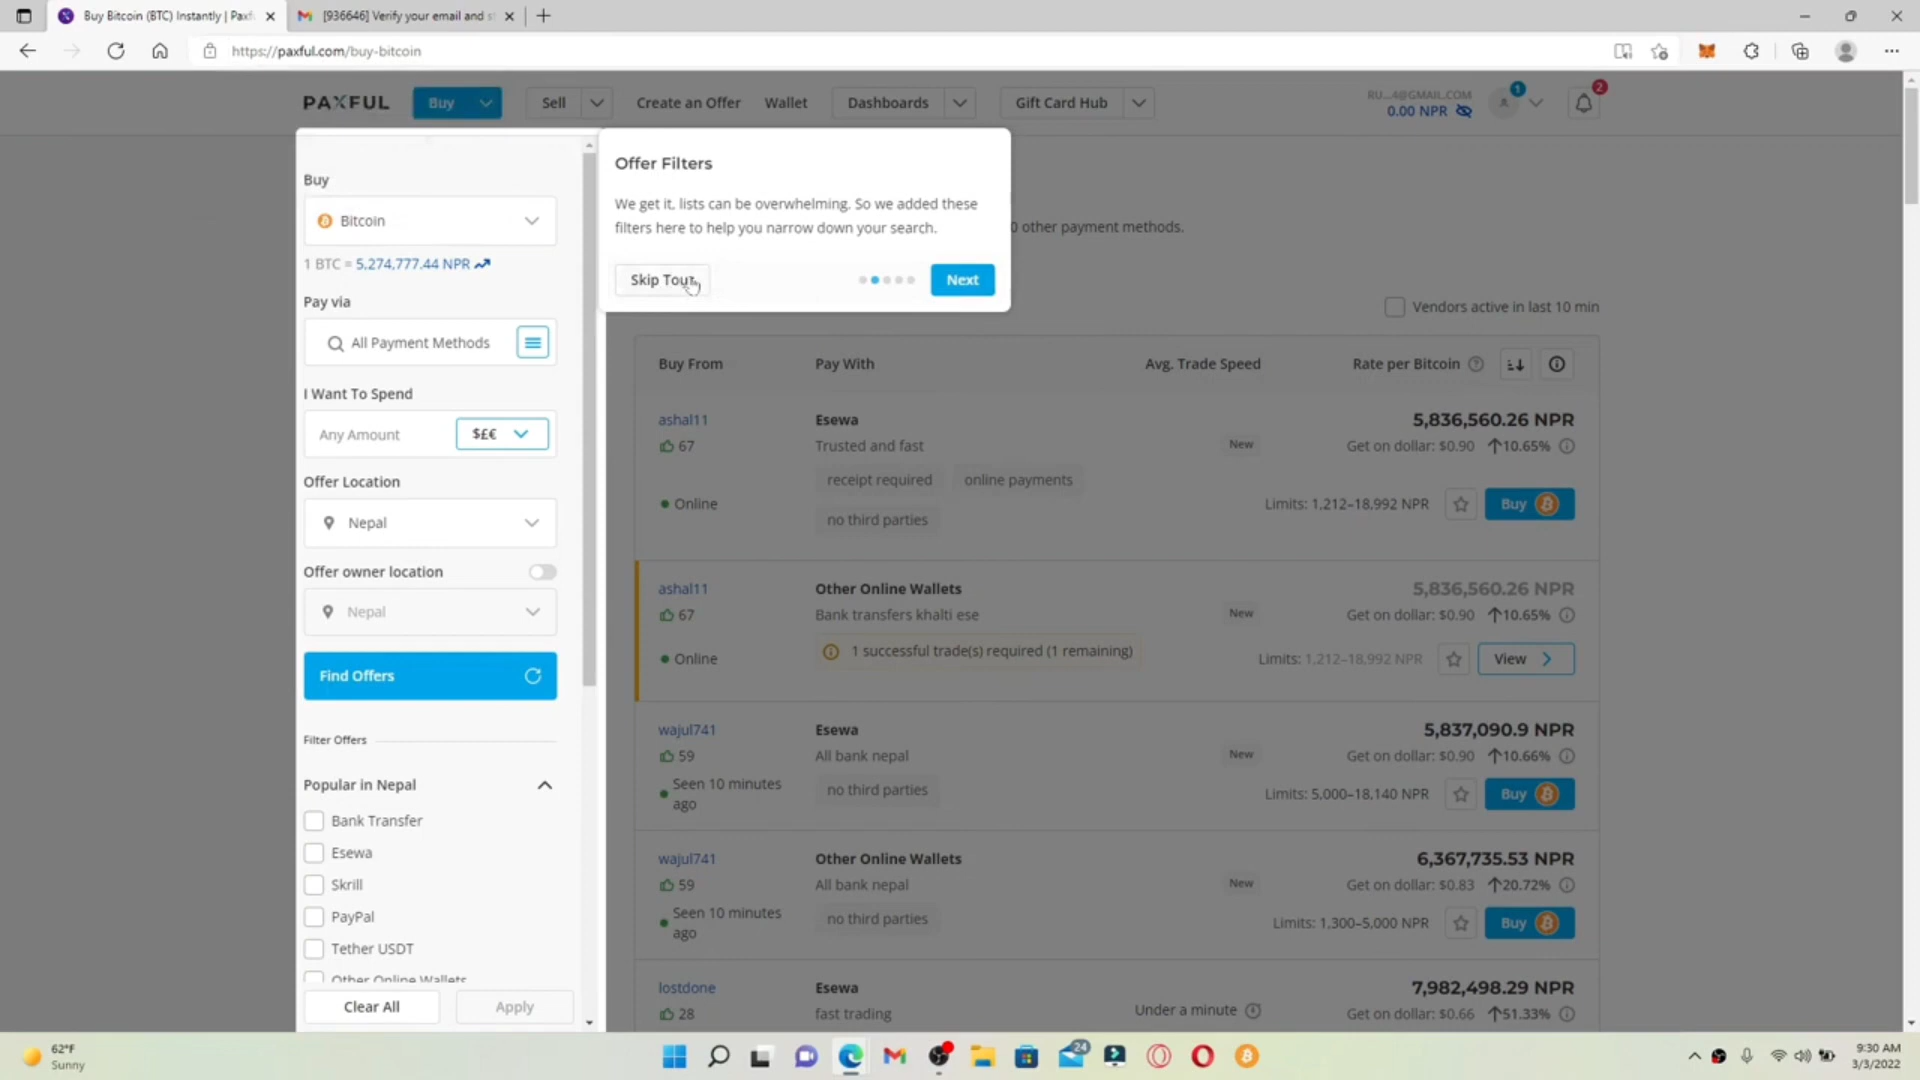 Buy Bitcoin (BTC) Instantly | Paxfu
[936646] Verify your email and s
https://paxful.com/buy-bitcoin
PAXFUL
Buy
Sell
Create an Offer
Wallet
Dashboards
Gift Card Hub
RU...4@GMAIL.COM
0.00 NPR
1
2
Buy
Bitcoin
1 BTC = 5,274,777.44 NPR
Pay via
All Payment Methods
I Want To Spend
Any Amount
$£€
Offer Location
Nepal
Offer owner location
Nepal
Find Offers
Filter Offers
Popular in Nepal
Bank Transfer
Esewa
Skrill
PayPal
Tether USDT
Other Online Wallets
Clear All
Apply
Offer Filters
We get it, lists can be overwhelming. So we added these
filters here to help you narrow down your search.
Skip Tour
Next
0 other payment methods.
Vendors active in last 10 min
Buy From
Pay With
Avg. Trade Speed
Rate per Bitcoin
ashal11
Esewa
5,836,560.26 NPR
67
Trusted and fast
New
Get on dollar: $0.90 10.65%
receipt required
online payments
Online
no third parties
Limits: 1,212–18,992 NPR
Buy
ashal11
Other Online Wallets
5,836,560.26 NPR
67
Bank transfers khalti ese
New
Get on dollar: $0.90 10.65%
1 successful trade(s) required (1 remaining)
Online
Limits: 1,212–18,992 NPR
View
wajul741
Esewa
5,837,090.9 NPR
59
All bank nepal
New
Get on dollar: $0.90 10.66%
Seen 10 minutes
ago
no third parties
Limits: 5,000–18,140 NPR
Buy
wajul741
Other Online Wallets
6,367,735.53 NPR
59
All bank nepal
New
Get on dollar: $0.83 20.72%
Seen 10 minutes
ago
no third parties
Limits: 1,300–5,000 NPR
Buy
lostdone
Esewa
7,982,498.29 NPR
28
fast trading
Under a minute
Get on dollar: $0.66 51.33%
62°F
Sunny
24
9:30 AM
3/3/2022